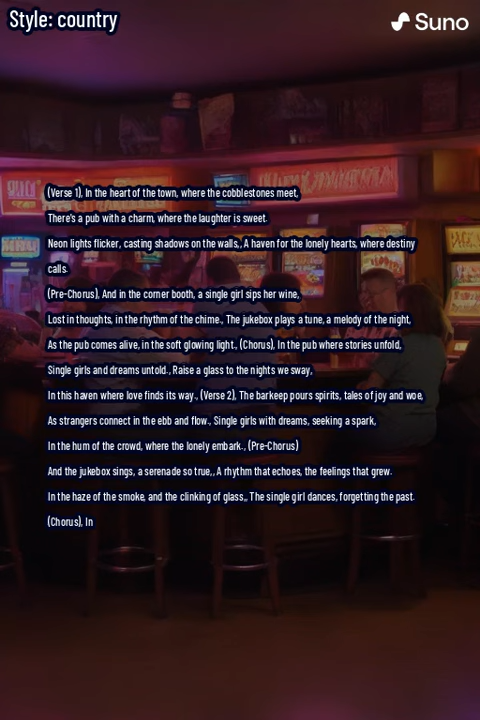 Style: country
Suno
(Verse 1), In the heart of the town, where the cobblestones meet,
There's a pub with a charm, where the laughter is sweet.
Neon lights flicker, casting shadows on the walls,, A haven for the lonely hearts, where destiny
calls.
(Pre-Chorus), And in the corner booth, a single girl sips her wine,
Lost in thoughts, in the rhythm of the chime., The jukebox plays a tune, a melody of the night,
As the pub comes alive, in the soft glowing light., (Chorus), In the pub where stories unfold,
Single girls and dreams untold., Raise a glass to the nights we sway,
In this haven where love finds its way., (Verse 2), The barkeep pours spirits, tales of joy and woe,
As strangers connect in the ebb and flow., Single girls with dreams, seeking a spark,
In the hum of the crowd, where the lonely embark., (Pre-Chorus)
And the jukebox sings, a serenade so true,, A rhythm that echoes, the feelings that grew.
In the haze of the smoke, and the clinking of glass,, The single girl dances, forgetting the past.
(Chorus), In